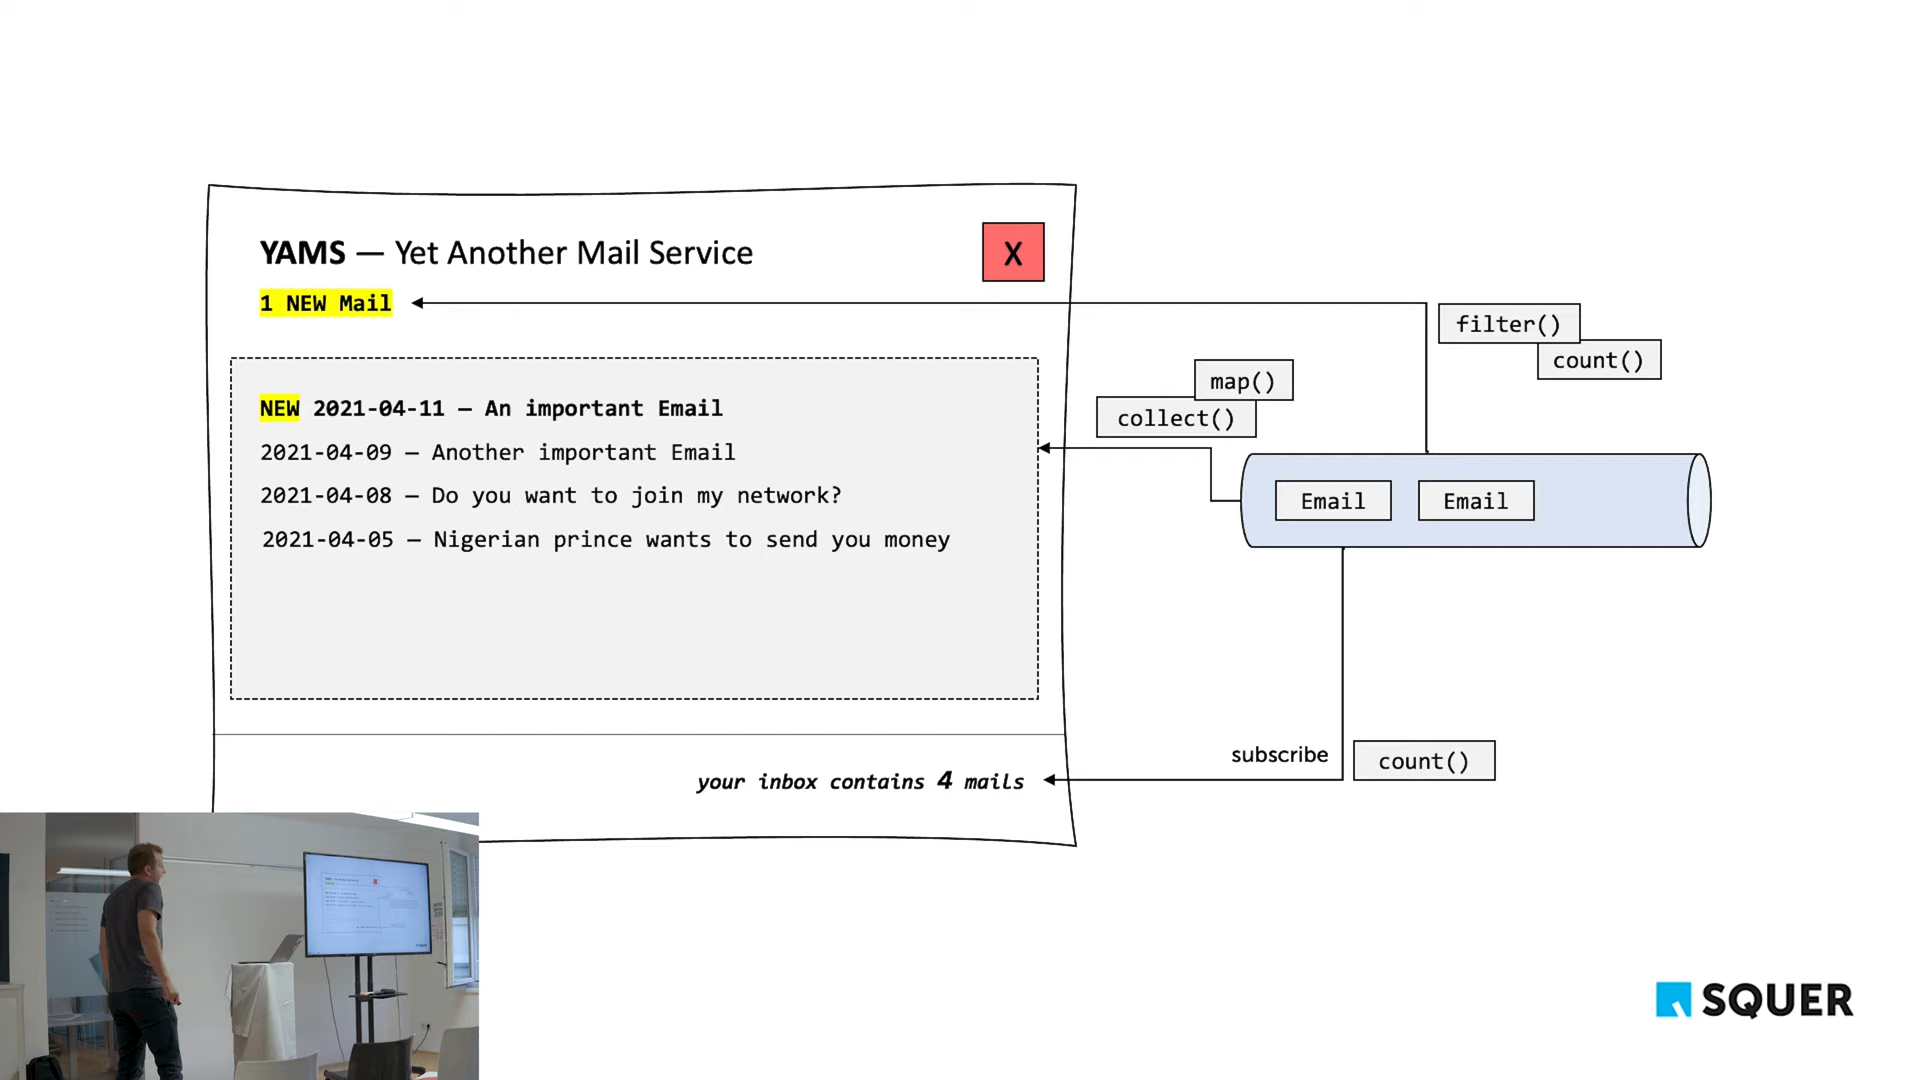 YAMS — Yet Another Mail Service
X
1 NEW Mail
filter()
count()
map()
collect()
NEW 2021-04-11 — An important Email
2021-04-09 — Another important Email
2021-04-08 — Do you want to join my network?
2021-04-05 — Nigerian prince wants to send you money
Email Email
subscribe
count()
your inbox contains 4 mails
SQUER